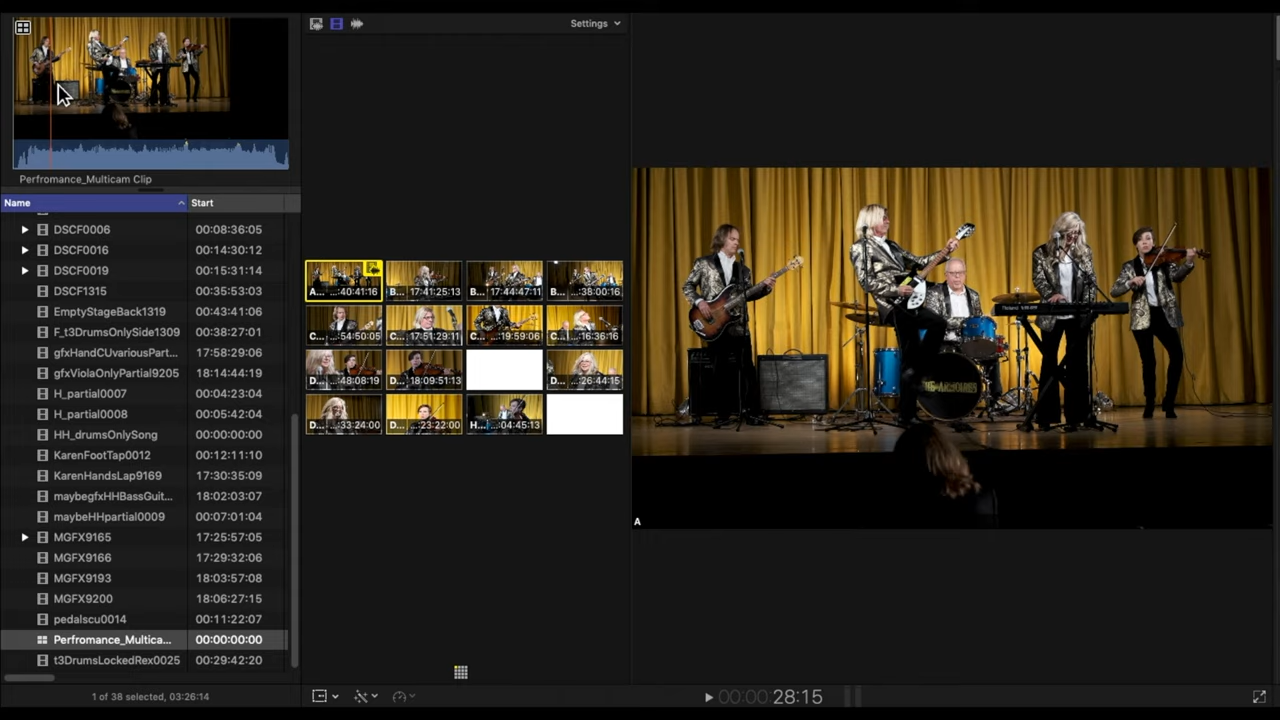 Settings
Perfromance_Multicam Clip
Name Start
DSCF0006 00:08:36:05
DSCF0016 00:14:30:12
DSCF0019 00:15:31:14
DSCF1315 00:35:53:03
EmptyStageBack1319 00:43:41:06
F_t3DrumsOnlySide1309 00:38:27:01
gfxHandCUvariousPart... 17:58:29:06
gfxViolaOnlyPartial9205 18:14:44:19
H_partial0007 00:04:23:04
H_partial0008 00:05:42:04
HH_drumsOnlySong 00:00:00:00
KarenFootTap0012 00:12:11:10
KarenHandsLap9169 17:30:35:09
maybegfxHHBassGuit... 18:02:03:07
maybeHHpartial0009 00:07:01:04
MGFX9165 17:25:57:05
MGFX9166 17:29:32:06
MGFX9193 18:03:57:08
MGFX9200 18:06:27:15
pedalscu0014 00:11:22:07
Perfromance_Multica... 00:00:00:00
t3DrumsLockedRex0025 00:29:42:20
1 of 38 selected, 03:26:14
A... ...:40:41:16 B... 17:41:25:13 B... 17:44:47:11 B... ...:38:00:16
C... ...:54:50:05 C... 17:51:29:11 C... ...:19:59:06 C... ...:16:36:16
D... ...:48:08:19 D... 18:09:51:13 D... ...:26:44:15
D... ...:33:24:00 D... ...:23:22:00 H... ...:04:45:13
THE ARMOURIES
Roland
A
00:00:28:15